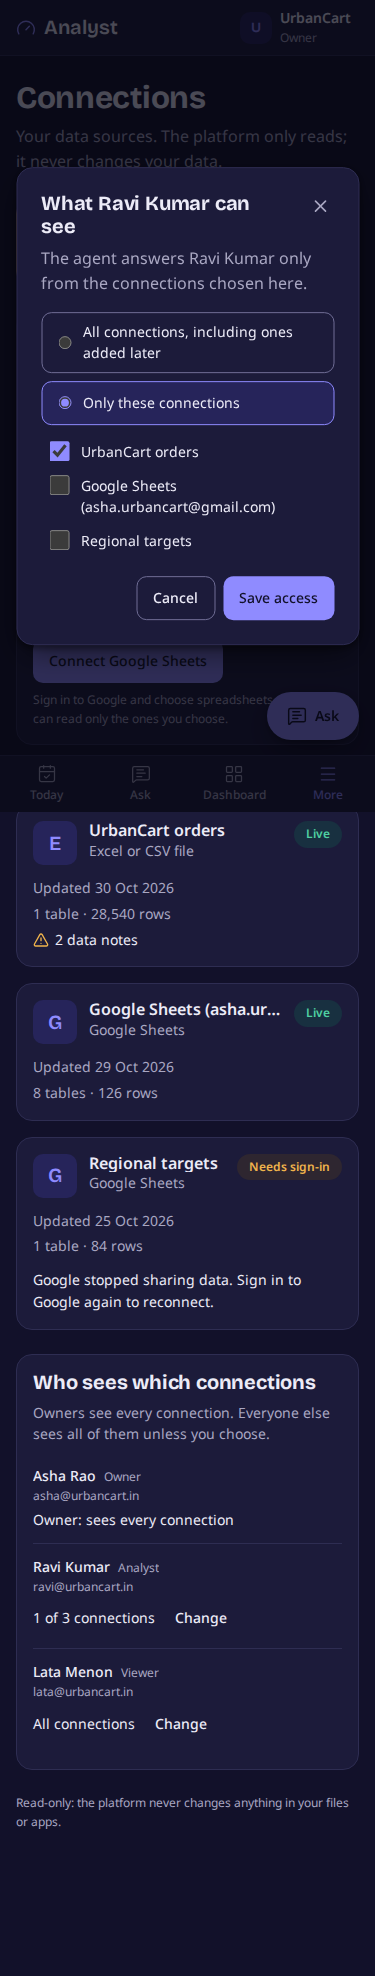 Analyst
U
UrbanCart
Owner
Connections
Your data sources. The platform only reads;
it never changes your data.
What Ravi Kumar can
see
The agent answers Ravi Kumar only
from the connections chosen here.
All connections, including ones
added later
Only these connections
UrbanCart orders
Google Sheets
(asha.urbancart@gmail.com)
Regional targets
Cancel
Save access
Connect Google Sheets
Sign in to Google and choose spreadsheets
can read only the ones you choose.
Ask
Today
Ask
Dashboard
More
E
UrbanCart orders
Live
Excel or CSV file
Updated 30 Oct 2026
1 table · 28,540 rows
2 data notes
G
Google Sheets (asha.ur...
Live
Google Sheets
Updated 29 Oct 2026
8 tables · 126 rows
G
Regional targets
Needs sign-in
Google Sheets
Updated 25 Oct 2026
1 table · 84 rows
Google stopped sharing data. Sign in to
Google again to reconnect.
Who sees which connections
Owners see every connection. Everyone else
sees all of them unless you choose.
Asha Rao Owner
asha@urbancart.in
Owner: sees every connection
Ravi Kumar Analyst
ravi@urbancart.in
1 of 3 connections Change
Lata Menon Viewer
lata@urbancart.in
All connections Change
Read-only: the platform never changes anything in your files
or apps.